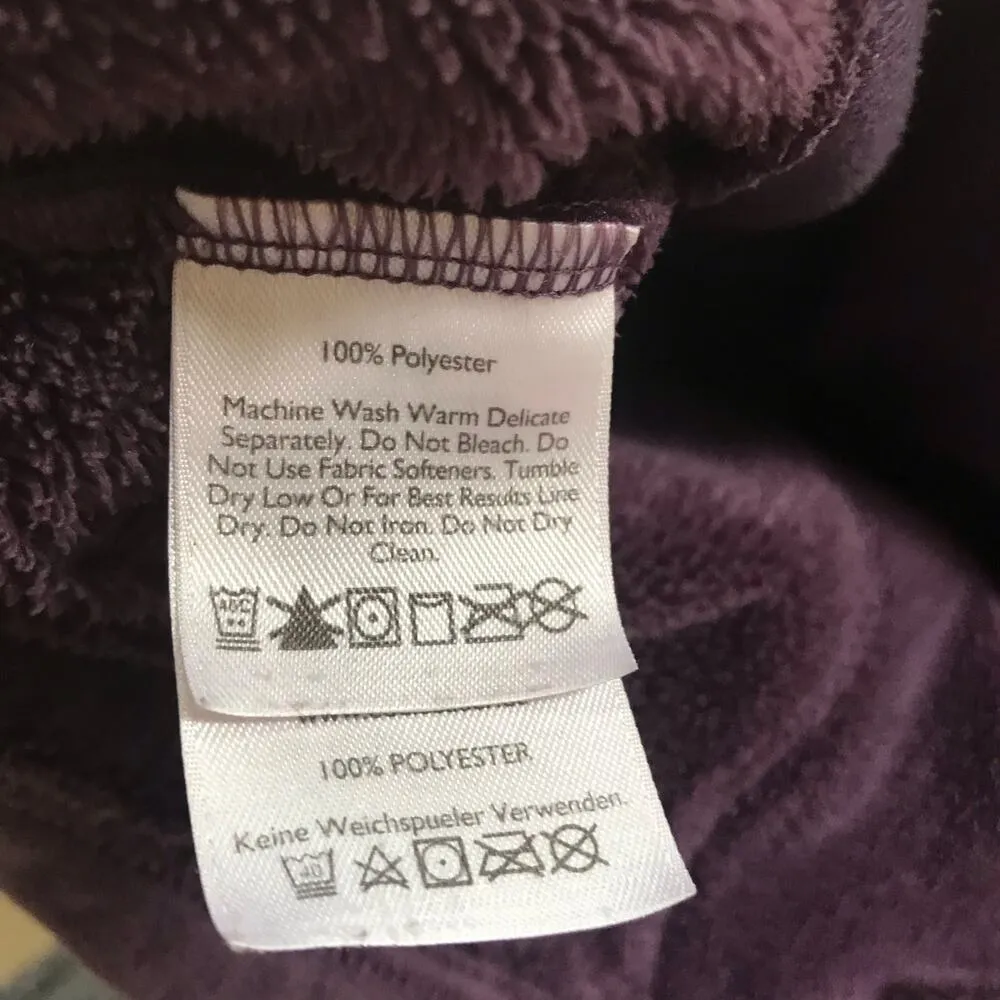 100% Polyester
Machine Wash Warm Delicate
Separately. Do Not Bleach. Do
Not Use Fabric Softeners. Tumble
Dry Low Or For Best Results Line
Dry. Do Not Iron. Do Not Dry
Clean.
ABC
100% POLYESTER
Keine Weichspueler Verwenden.
40